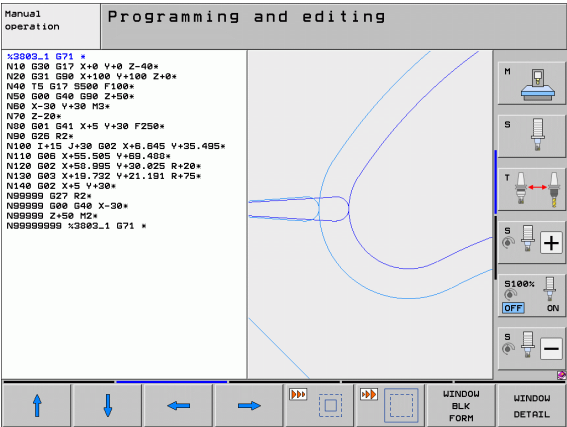 Manual
operation
Programming and editing
%3803_1 G71 *
N10 G30 G17 X+0 Y+0 Z-40*
N20 G31 G90 X+100 Y+100 Z+0*
N40 T5 G17 S500 F100*
N50 G00 G40 G90 Z+50*
N60 X-30 Y+30 M3*
N70 Z-20*
N80 G01 G41 X+5 Y+30 F250*
N90 G26 R2*
N100 I+15 J+30 G02 X+6.645 Y+35.495*
N110 G06 X+55.505 Y+69.488*
N120 G02 X+58.995 Y+30.025 R+20*
N130 G03 X+19.732 Y+21.191 R+75*
N140 G02 X+5 Y+30*
N99999 G27 R2*
N99999 G00 G40 X-30*
N99999 Z+50 M2*
N99999999 %3803_1 G71 *
M
S
T
S
+
S100%
OFF ON
S
−
WINDOW
BLK
FORM
WINDOW
DETAIL